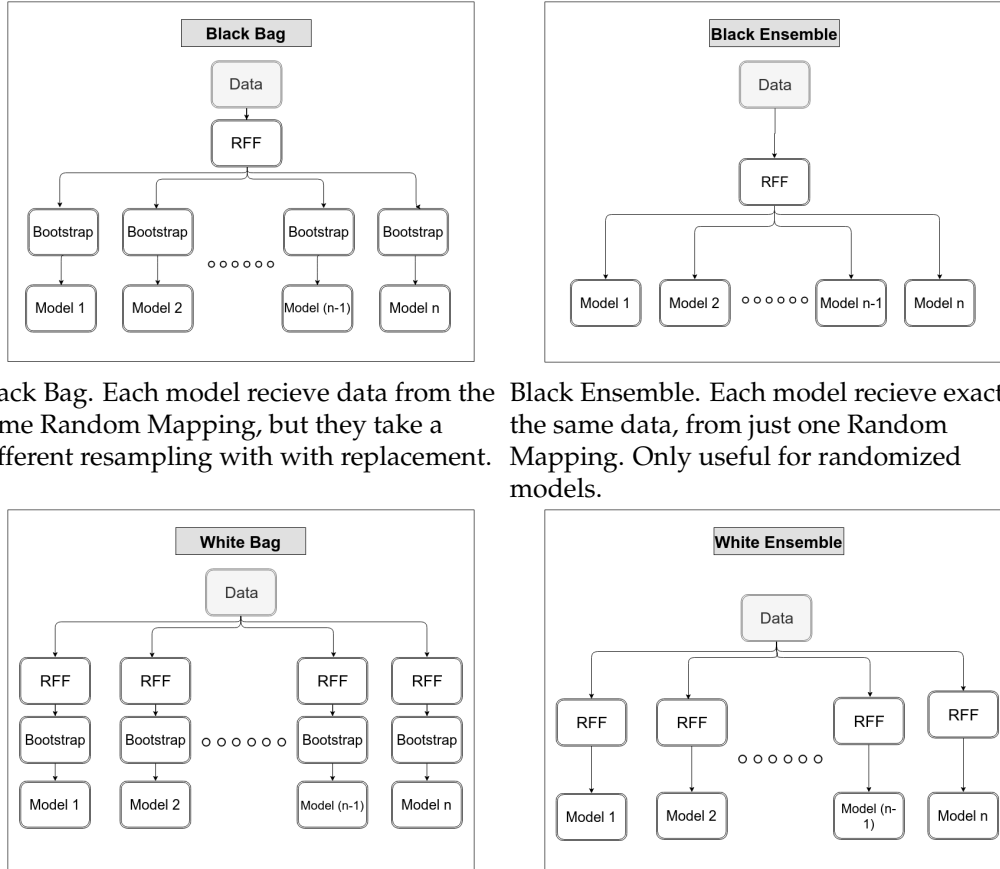 Black Bag
Data
RFF
Bootstrap Bootstrap Bootstrap Bootstrap
Model 1 Model 2 Model (n-1) Model n
Black Ensemble
Data
RFF
Model 1 Model 2 Model n-1 Model n
ack Bag. Each model recieve data from the
me Random Mapping, but they take a
fferent resampling with with replacement.
Black Ensemble. Each model recieve exact
the same data, from just one Random
Mapping. Only useful for randomized
models.
White Bag
Data
RFF RFF RFF RFF
Bootstrap Bootstrap Bootstrap Bootstrap
Model 1 Model 2 Model (n-1) Model n
White Ensemble
Data
RFF RFF RFF RFF
Model 1 Model 2 Model (n-
1) Model n